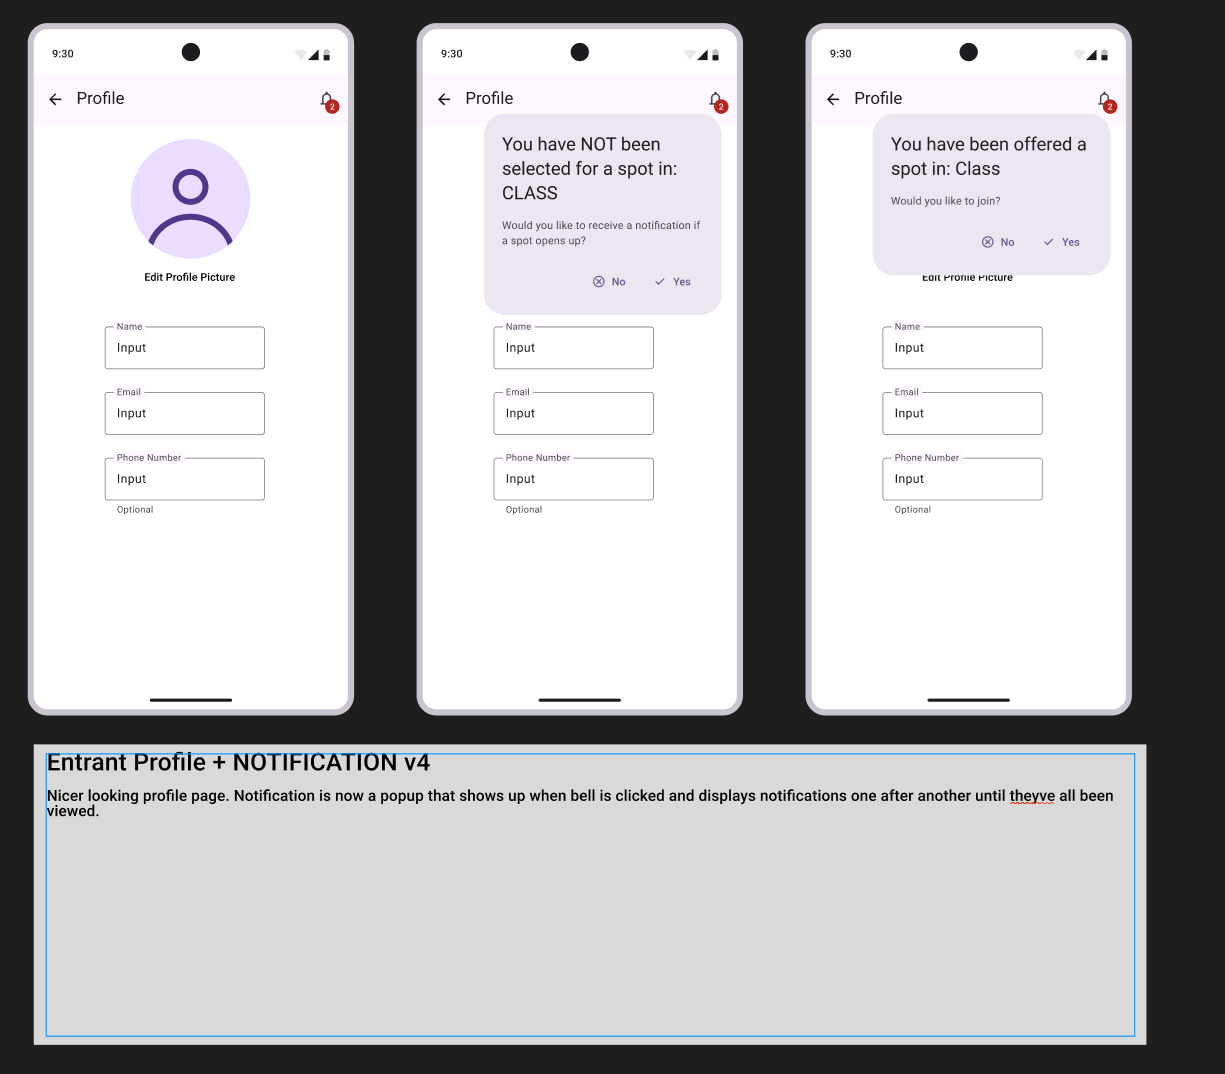 9:30
Profile
2
Edit Profile Picture
Name
Input
Email
Input
Phone Number
Input
Optional
9:30
Profile
2
You have NOT been
selected for a spot in:
CLASS
Would you like to receive a notification if
a spot opens up?
No
Yes
Name
Input
Email
Input
Phone Number
Input
Optional
9:30
Profile
2
You have been offered a
spot in: Class
Would you like to join?
No
Yes
Edit Profile Picture
Name
Input
Email
Input
Phone Number
Input
Optional
Entrant Profile + NOTIFICATION v4
Nicer looking profile page. Notification is now a popup that shows up when bell is clicked and displays notifications one after another until theyve all been
viewed.